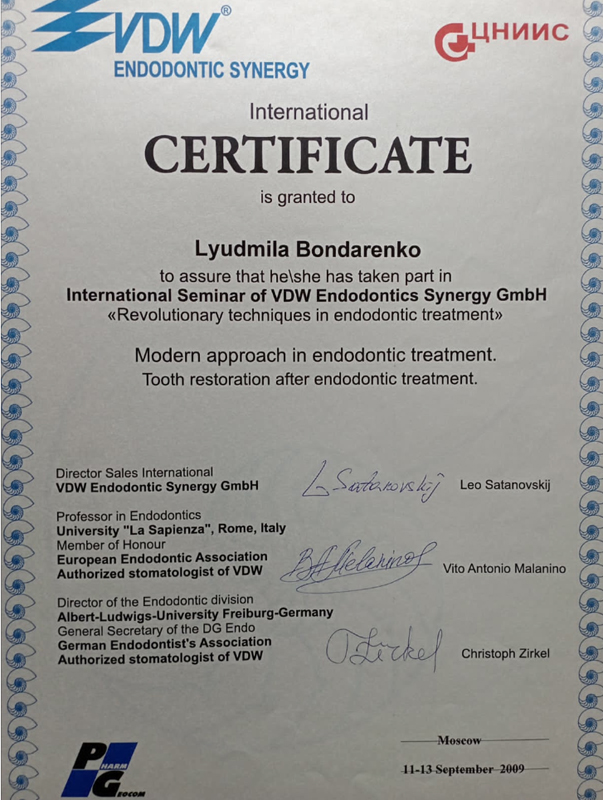 VDW®
ENDODONTIC SYNERGY
ЦНИИС
International
CERTIFICATE
is granted to
Lyudmila Bondarenko
to assure that he\she has taken part in
International Seminar of VDW Endodontics Synergy GmbH
«Revolutionary techniques in endodontic treatment»
Modern approach in endodontic treatment.
Tooth restoration after endodontic treatment.
Director Sales International
VDW Endodontic Synergy GmbH
L Satanovskij
Leo Satanovskij
Professor in Endodontics
University "La Sapienza", Rome, Italy
Member of Honour
European Endodontic Association
Authorized stomatologist of VDW
Vito Antonio Malanino
Director of the Endodontic division
Albert-Ludwigs-University Freiburg-Germany
General Secretary of the DG Endo
German Endodontist's Association
Authorized stomatologist of VDW
Zirkel
Christoph Zirkel
PHARM
GEOCOM
Moscow
11-13 September 2009